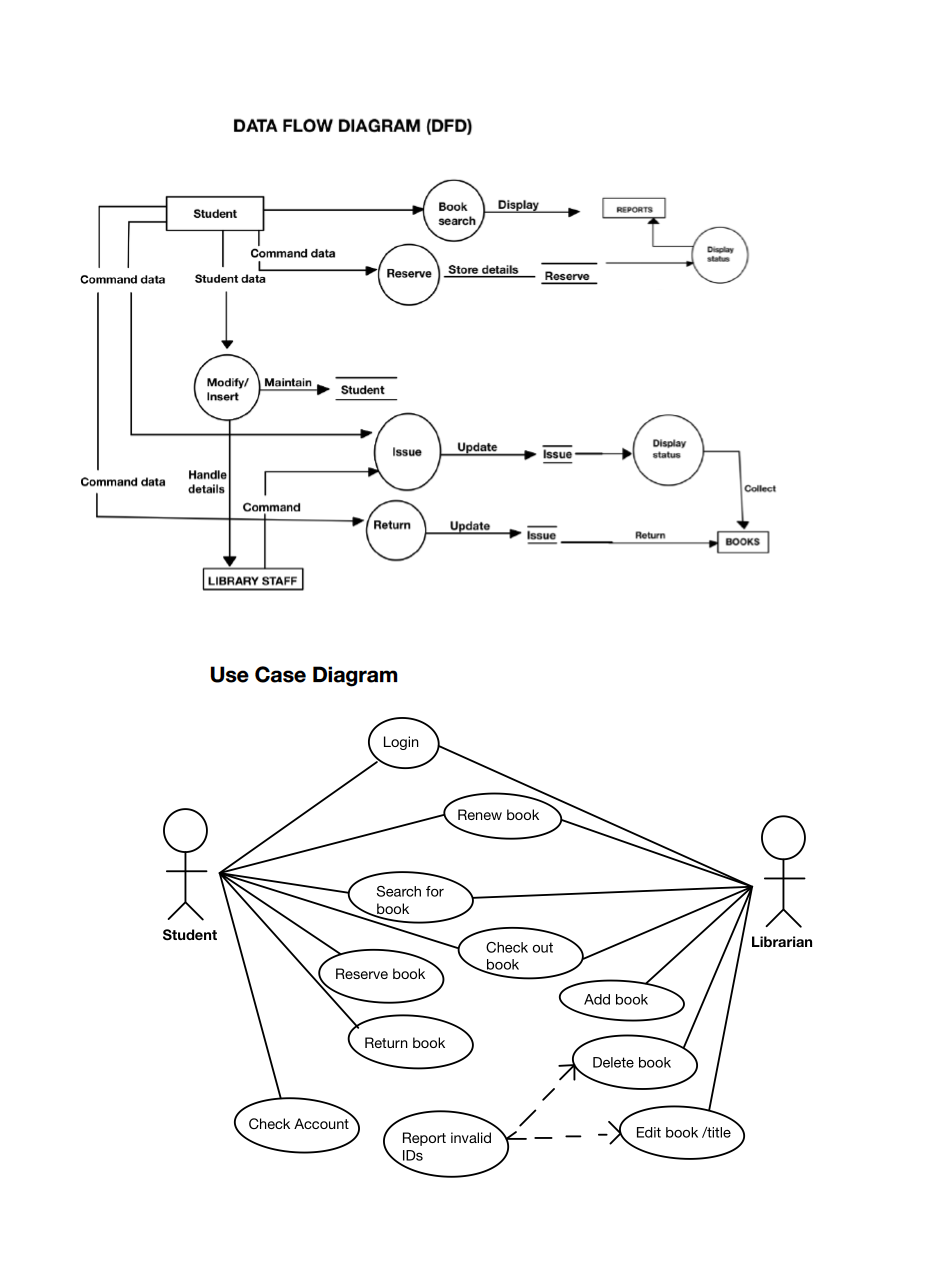 DATA FLOW DIAGRAM (DFD)
Student
Book
search
Display
REPORTS
Command data
Display
status
Command data
Student data
Reserve
Store details
Reserve
Modify/
Insert
Maintain
Student
Issue
Update
Issue
Display
status
Command data
Handle
details
Collect
Command
Return
Update
Issue
Return
BOOKS
LIBRARY STAFF
Use Case Diagram
Login
Renew book
Search for
book
Student
Librarian
Check out
book
Reserve book
Add book
Return book
Delete book
Check Account
Report invalid
IDs
Edit book /title